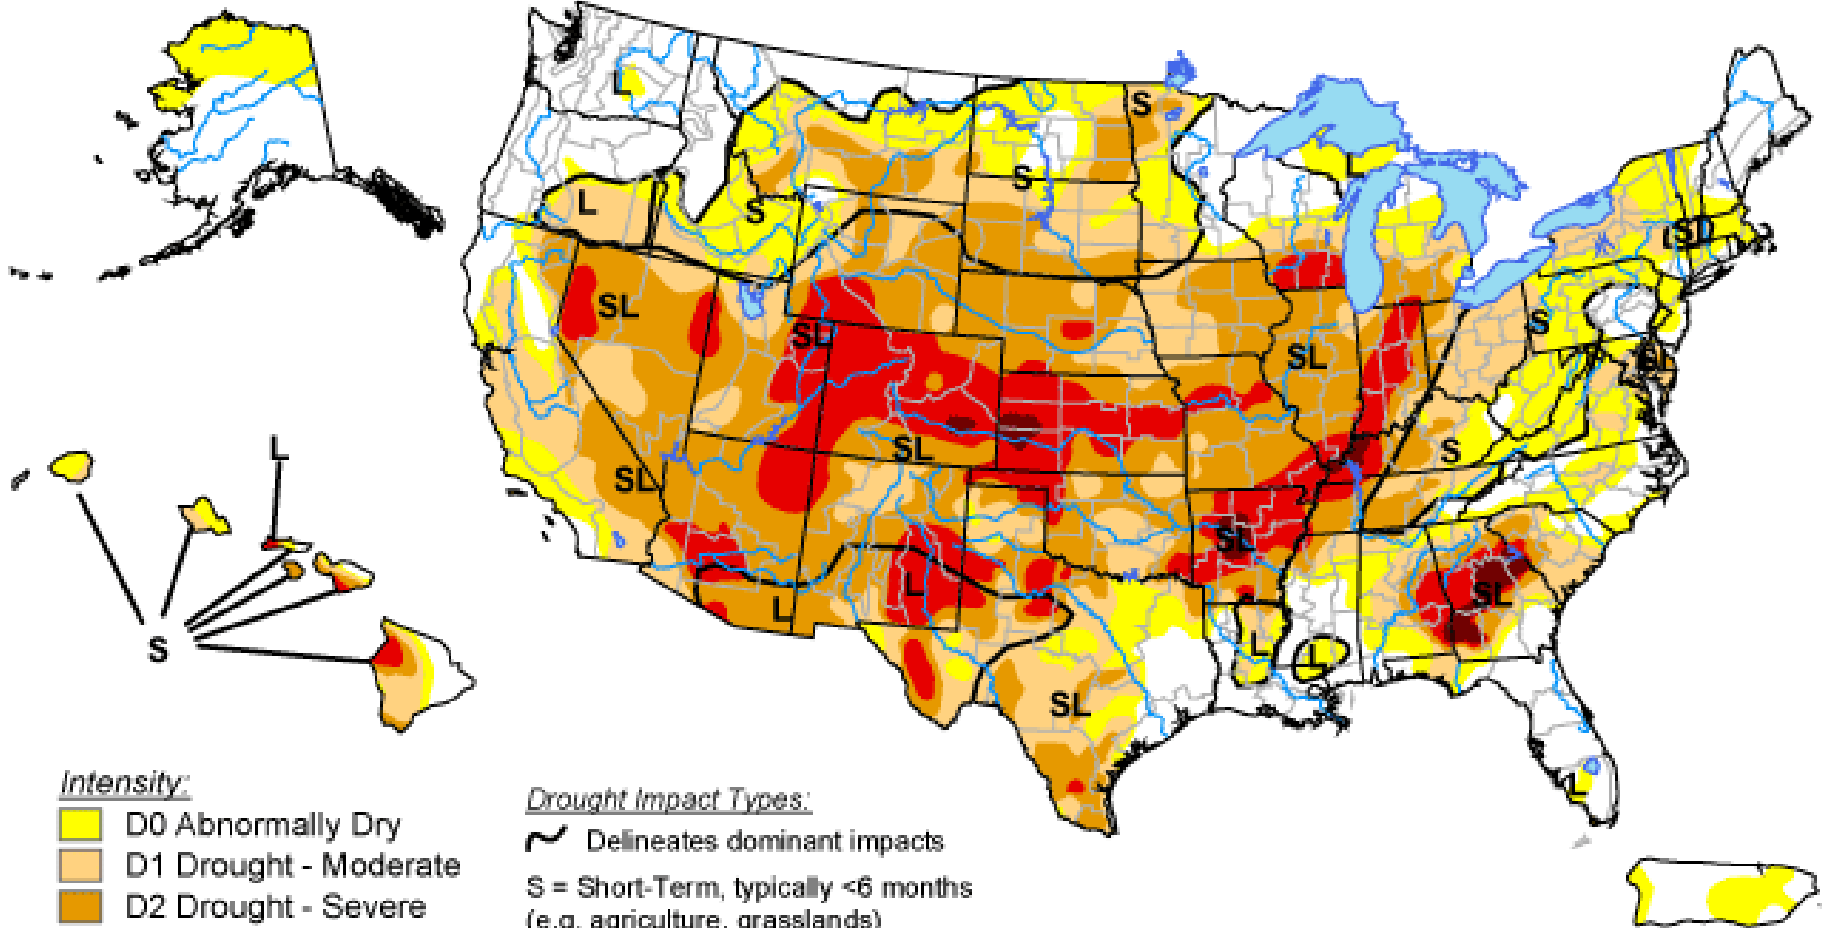 L
S
S
L
S
S
SL
SL
S
SL
SL
L
SL
S
SL
SL
SL
L
S
L
L
L
L
SL
L
Intensity:
D0 Abnormally Dry
D1 Drought - Moderate
D2 Drought - Severe
Drought Impact Types:
Delineates dominant impacts
S = Short-Term, typically <6 months
(e.g. agriculture, grasslands)